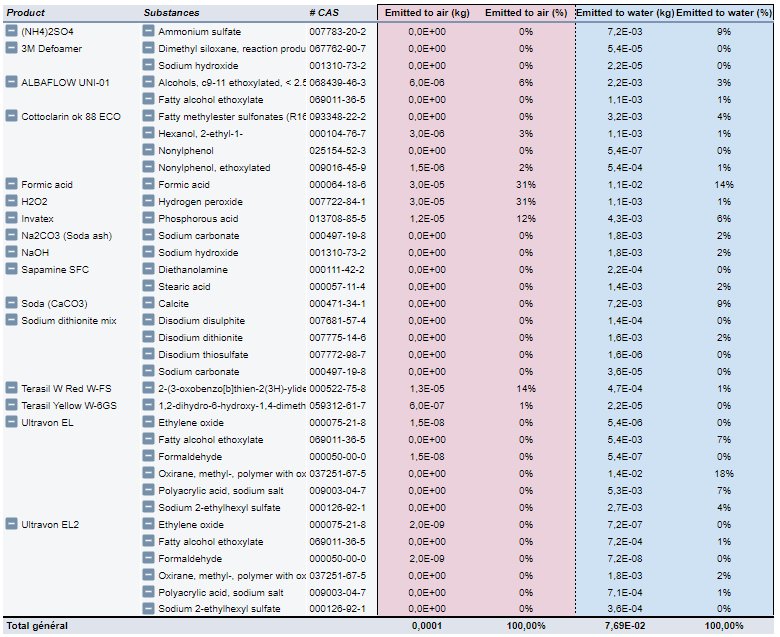 Product Substances # CAS Emitted to air (kg) Emitted to air (%) Emitted to water (kg) Emitted to water (%)
(NH4)2SO4 Ammonium sulfate 007783-20-2 0,0E+00 0% 7,2E-03 9%
3M Defoamer Dimethyl siloxane, reaction produ 067762-90-7 0,0E+00 0% 5,4E-05 0%
Sodium hydroxide 001310-73-2 0,0E+00 0% 2,2E-05 0%
ALBAFLOW UNI-01 Alcohols, c9-11 ethoxylated, < 2.5 068439-46-3 6,0E-06 6% 2,2E-03 3%
Fatty alcohol ethoxylate 069011-36-5 0,0E+00 0% 1,1E-03 1%
Cottoclarin ok 88 ECO Fatty methylester sulfonates (R16 093348-22-2 0,0E+00 0% 3,2E-03 4%
Hexanol, 2-ethyl-1- 000104-76-7 3,0E-06 3% 1,1E-03 1%
Nonylphenol 025154-52-3 0,0E+00 0% 5,4E-07 0%
Nonylphenol, ethoxylated 009016-45-9 1,5E-06 2% 5,4E-04 1%
Formic acid Formic acid 000064-18-6 3,0E-05 31% 1,1E-02 14%
H2O2 Hydrogen peroxide 007722-84-1 3,0E-05 31% 1,1E-03 1%
Invatex Phosphorous acid 013708-85-5 1,2E-05 12% 4,3E-03 6%
Na2CO3 (Soda ash) Sodium carbonate 000497-19-8 0,0E+00 0% 1,8E-03 2%
NaOH Sodium hydroxide 001310-73-2 0,0E+00 0% 1,8E-03 2%
Sapamine SFC Diethanolamine 000111-42-2 0,0E+00 0% 2,2E-04 0%
Stearic acid 000057-11-4 0,0E+00 0% 1,4E-03 2%
Soda (CaCO3) Calcite 000471-34-1 0,0E+00 0% 7,2E-03 9%
Sodium dithionite mix Disodium disulphite 007681-57-4 0,0E+00 0% 1,4E-04 0%
Disodium dithionite 007775-14-6 0,0E+00 0% 1,6E-03 2%
Disodium thiosulfate 007772-98-7 0,0E+00 0% 1,6E-06 0%
Sodium carbonate 000497-19-8 0,0E+00 0% 3,6E-05 0%
Terasil W Red W-FS 2-(3-oxobenzo[b]thien-2(3H)-ylide 000522-75-8 1,3E-05 14% 4,7E-04 1%
Terasil Yellow W-6GS 1,2-dihydro-6-hydroxy-1,4-dimeth 059312-61-7 6,0E-07 1% 2,2E-05 0%
Ultravon EL Ethylene oxide 000075-21-8 1,5E-08 0% 5,4E-06 0%
Fatty alcohol ethoxylate 069011-36-5 0,0E+00 0% 5,4E-03 7%
Formaldehyde 000050-00-0 1,5E-08 0% 5,4E-07 0%
Oxirane, methyl-, polymer with ox 037251-67-5 0,0E+00 0% 1,4E-02 18%
Polyacrylic acid, sodium salt 009003-04-7 0,0E+00 0% 5,3E-03 7%
Sodium 2-ethylhexyl sulfate 000126-92-1 0,0E+00 0% 2,7E-03 4%
Ultravon EL2 Ethylene oxide 000075-21-8 2,0E-09 0% 7,2E-07 0%
Fatty alcohol ethoxylate 069011-36-5 0,0E+00 0% 7,2E-04 1%
Formaldehyde 000050-00-0 2,0E-09 0% 7,2E-08 0%
Oxirane, methyl-, polymer with ox 037251-67-5 0,0E+00 0% 1,8E-03 2%
Polyacrylic acid, sodium salt 009003-04-7 0,0E+00 0% 7,1E-04 1%
Sodium 2-ethylhexyl sulfate 000126-92-1 0,0E+00 0% 3,6E-04 0%
Total général 0,0001 100,00% 7,69E-02 100,00%